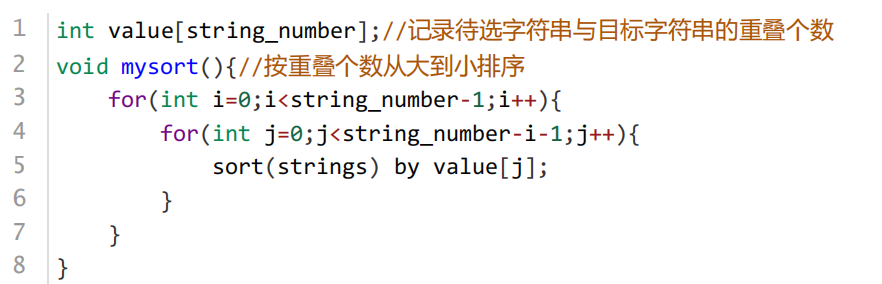 1 int value[string_number];//记录待选字符串与目标字符串的重叠个数
2 void mysort(){//按重叠个数从大到小排序
3     for(int i=0;i<string_number-1;i++){
4         for(int j=0;j<string_number-i-1;j++){
5             sort(strings) by value[j];
6         }
7     }
8 }